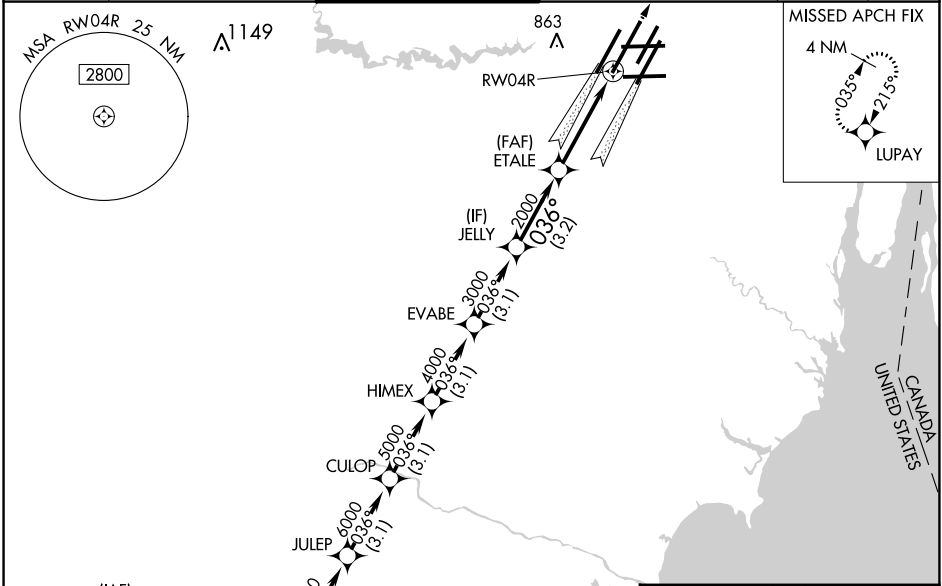 MSA RW04R 25 NM
2800
1149
863
RW04R
MISSED APCH FIX
4 NM
035°
215°
LUPAY
(FAF)
ETALE
2000
036°
(3.2)
(IF)
JELLY
3000
036°
(3.1)
EVABE
4000
036°
(3.1)
HIMEX
5000
036°
(3.1)
CULOP
6000
036°
(3.1)
JULEP
CANADA
UNITED STATES